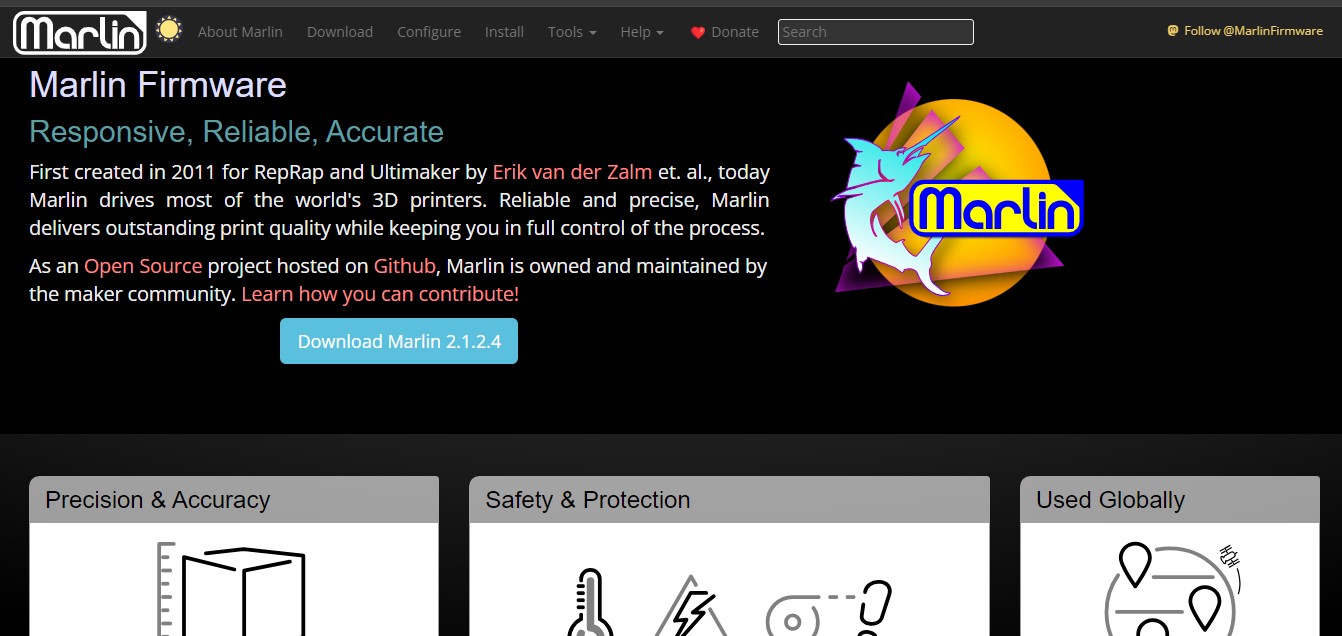 Marlin
About Marlin Download Configure Install Tools Help Donate Search Follow @MarlinFirmware
Marlin Firmware
Responsive, Reliable, Accurate
First created in 2011 for RepRap and Ultimaker by Erik van der Zalm et. al., today
Marlin drives most of the world's 3D printers. Reliable and precise, Marlin
delivers outstanding print quality while keeping you in full control of the process.
As an Open Source project hosted on Github, Marlin is owned and maintained by
the maker community. Learn how you can contribute!
Download Marlin 2.1.2.4
Marlin
Precision & Accuracy
Safety & Protection
Used Globally